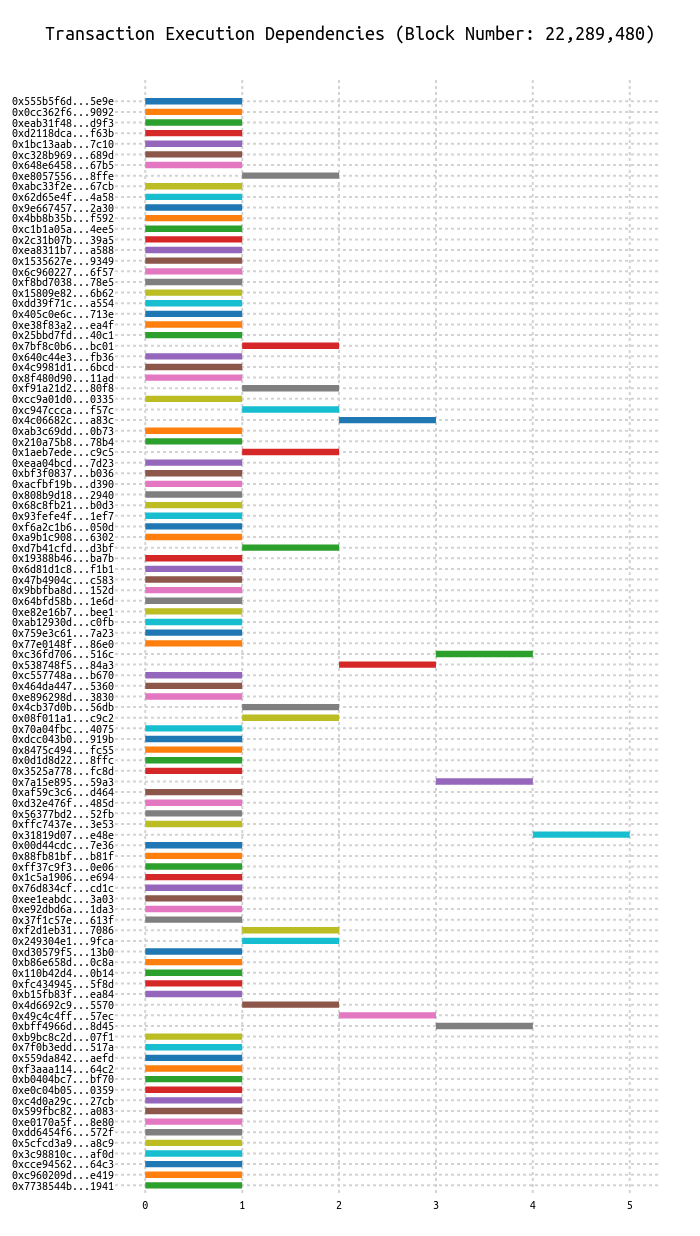 Transaction Execution Dependencies (Block Number: 22,289,480)
0x555b5f6d...5e9e
0x0cc362f6...9092
0xeab31f48...d9f3
0xd2118dca...f63b
0x1bc13aab...7c10
0xc328b969...689d
0x648e6458...67b5
0xe8057556...8ffe
0xabc33f2e...67cb
0x62d65e4f...4a58
0x9e667457...2a30
0x4bb8b35b...f592
0xc1b1a05a...4ee5
0x2c31b07b...39a5
0xea8311b7...a588
0x1535627e...9349
0x6c960227...6f57
0xf8bd7038...78e5
0x15809e82...6b62
0xdd39f71c...a554
0x405c0e6c...713e
0xe38f83a2...ea4f
0x25bbd7fd...40c1
0x7bf8c0b6...bc01
0x640c44e3...fb36
0x4c9981d1...6bcd
0x8f480d90...11ad
0xf91a21d2...80f8
0xcc9a01d0...0335
0xc947ccca...f57c
0x4c06682c...a83c
0xab3c69dd...0b73
0x210a75b8...78b4
0x1aeb7ede...c9c5
0xeaa04bcd...7d23
0xbf3f0837...b036
0xacfbf19b...d390
0x808b9d18...2940
0x68c8fb21...b0d3
0x93fefe4f...1ef7
0xf6a2c1b6...050d
0xa9b1c908...6302
0xd7b41cfd...d3bf
0x19388b46...ba7b
0x6d81d1c8...f1b1
0x47b4904c...c583
0x9bbfba8d...152d
0x64bfd58b...1e6d
0xe82e16b7...bee1
0xab12930d...c0fb
0x759e3c61...7a23
0x77e0148f...86e0
0xc36fd706...516c
0x538748f5...84a3
0xc557748a...b670
0x464da447...5360
0xe896298d...3830
0x4cb37d0b...56db
0x08f011a1...c9c2
0x70a04fbc...4075
0xdcc043b0...919b
0x8475c494...fc55
0x0d1d8d22...8ffc
0x3525a778...fc8d
0x7a15e895...59a3
0xaf59c3c6...d464
0xd32e476f...485d
0x56377bd2...52fb
0xffc7437e...3e53
0x31819d07...e48e
0x00d44cdc...7e36
0x88fb81bf...b81f
0xff37c9f3...0e06
0x1c5a1906...e694
0x76d834cf...cd1c
0xee1eabdc...3a03
0xe92dbd6a...1da3
0x37f1c57e...613f
0xf2d1eb31...7086
0x249304e1...9fca
0xd30579f5...13b0
0xb86e658d...0c8a
0x110b42d4...0b14
0xfc434945...5f8d
0xb15fb83f...ea84
0x4d6692c9...5570
0x49c4c4ff...57ec
0xbff4966d...8d45
0xb9bc8c2d...07f1
0x7f0b3edd...517a
0x559da842...aefd
0xf3aaa114...64c2
0xb0404bc7...bf70
0xe0c04b05...0359
0xc4d0a29c...27cb
0x599fbc82...a083
0xe0170a5f...8e80
0xdd6454f6...572f
0x5cfcd3a9...a8c9
0x3c98810c...af0d
0xcce94562...64c3
0xc960209d...e419
0x7738544b...1941
0 1 2 3 4 5